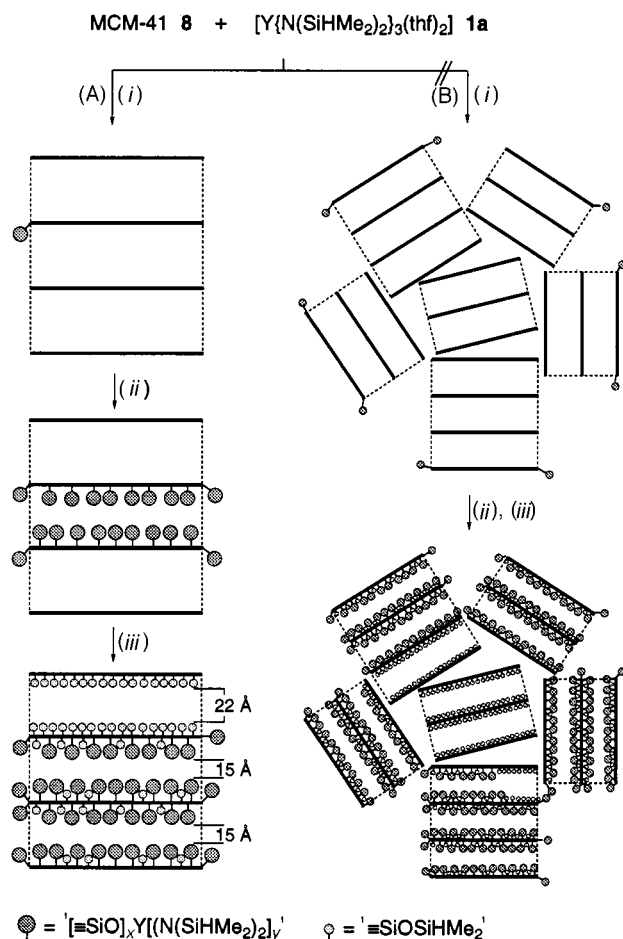 MCM-41 8 + [Y{N(SiHMe2)2}3(thf)2] 1a
(A) (i) (B) (i)
(ii)
(ii), (iii)
(iii)
22 Å
15 Å
15 Å
= '[≡SiO]xY[(N(SiHMe2)2]y' = '≡SiOSiHMe2'